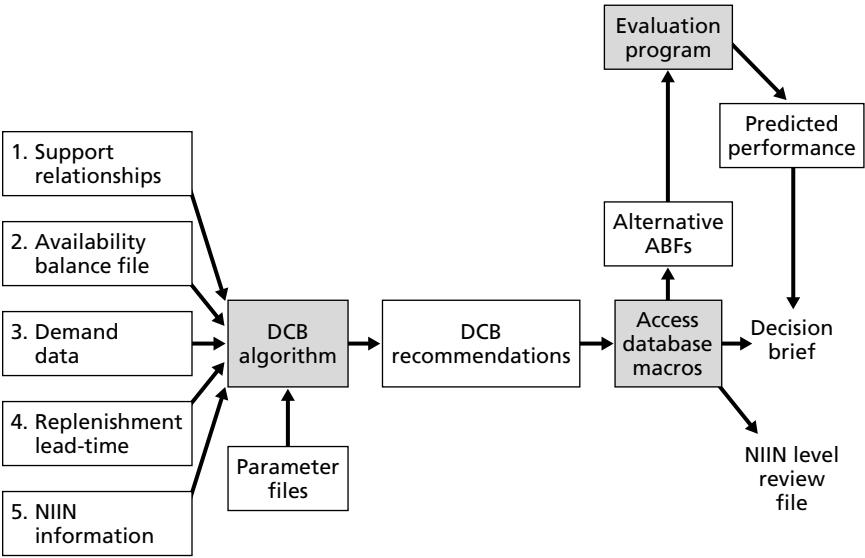 Evaluation
program
Predicted
performance
1. Support
relationships
Alternative
ABFs
2. Availability
balance file
3. Demand
data
DCB
algorithm
DCB
recommendations
Access
database
macros
Decision
brief
4. Replenishment
lead-time
Parameter
files
NIIN level
review
file
5. NIIN
information